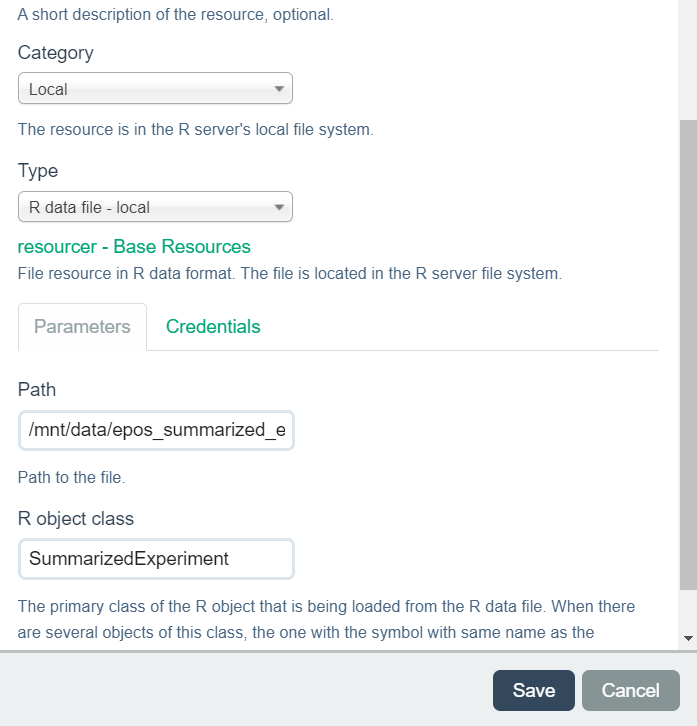 A short description of the resource, optional.
Category
Local
The resource is in the R server's local file system.
Type
R data file - local
resourcer - Base Resources
File resource in R data format. The file is located in the R server file system.
Parameters Credentials
Path
/mnt/data/epos_summarized_e
Path to the file.
R object class
SummarizedExperiment
The primary class of the R object that is being loaded from the R data file. When there
are several objects of this class, the one with the symbol with same name as the
Save Cancel